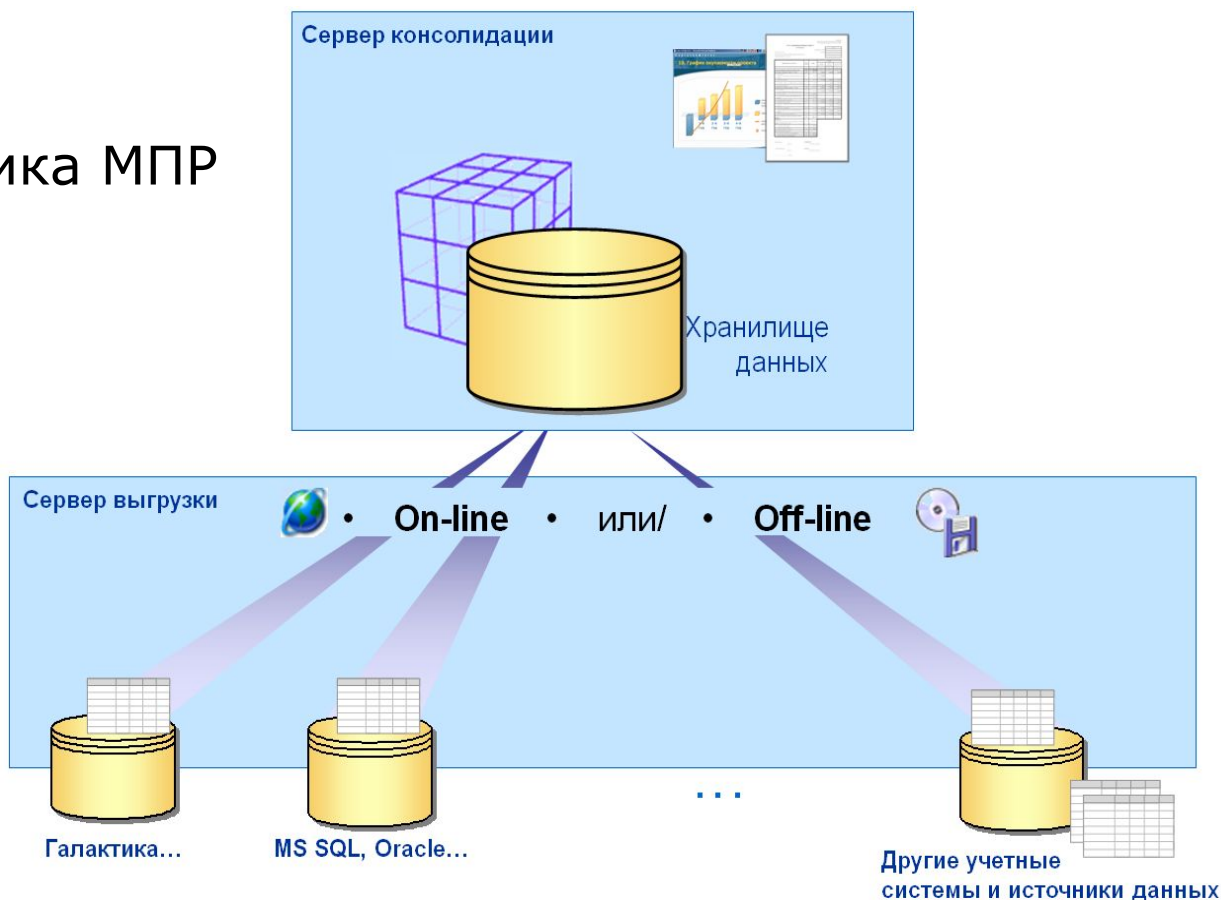 Сервер консолидации
ика МПР
Хранилище
данных
Сервер выгрузки
• On-line • или/ • Off-line
. . .
Галактика...
MS SQL, Oracle...
Другие учетные
системы и источники данных